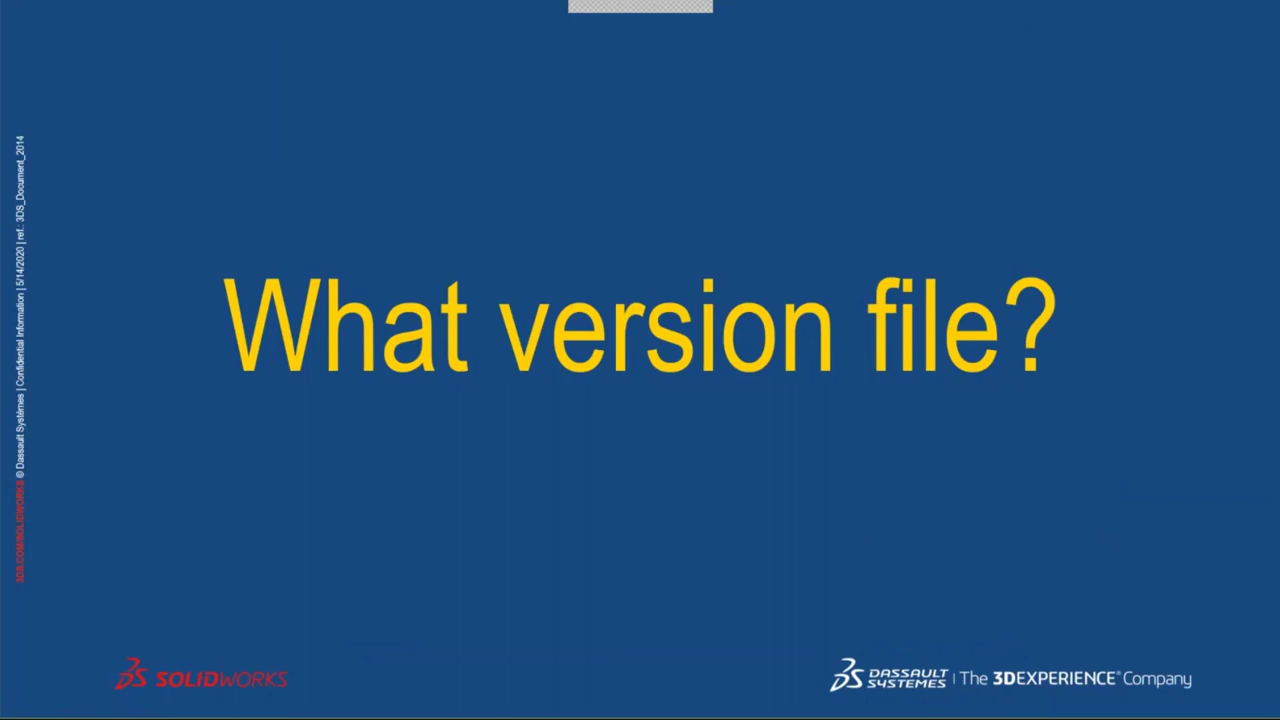 What version file?
3DS.COM/SOLIDWORKS © Dassault Systèmes | Confidential Information | 5/14/2020 | ref.: 3DS_Document_2014
SOLIDWORKS
DASSAULT SYSTEMES | The 3DEXPERIENCE® Company